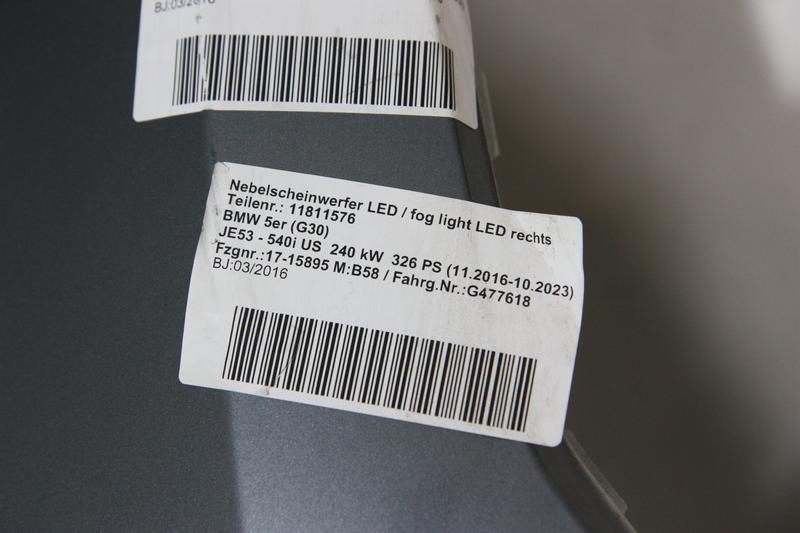 BJ:03/2016
Nebelscheinwerfer LED / fog light LED rechts
Teilenr.: 11811576
BMW 5er (G30)
JE53 - 540i US 240 kW 326 PS (11.2016-10.2023)
Fzgnr.:17-15895 M:B58 / Fahrg.Nr.:G477618
BJ:03/2016